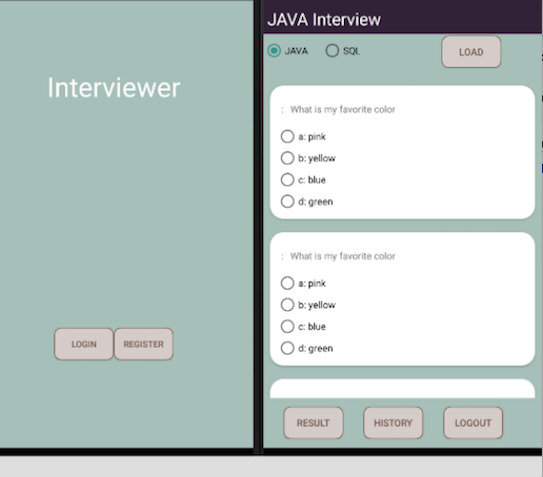 Interviewer
LOGIN REGISTER
JAVA Interview
JAVA SQL LOAD
: What is my favorite color
a: pink
b: yellow
c: blue
d: green
: What is my favorite color
a: pink
b: yellow
c: blue
d: green
RESULT HISTORY LOGOUT